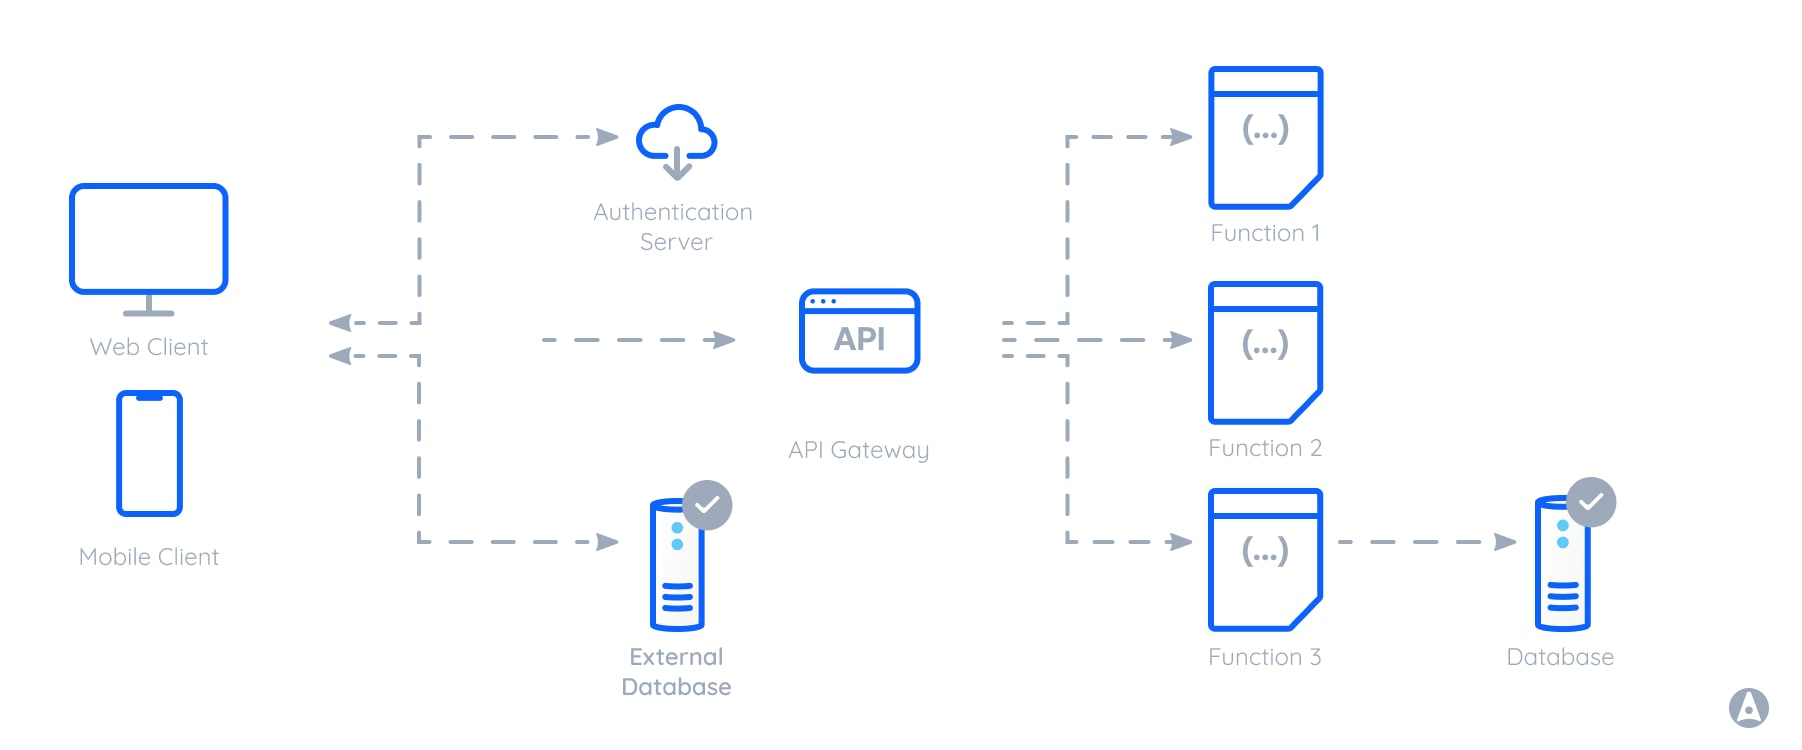 Web Client
Mobile Client
Authentication
Server
External
Database
API
API Gateway
(...)
Function 1
(...)
Function 2
(...)
Function 3
Database